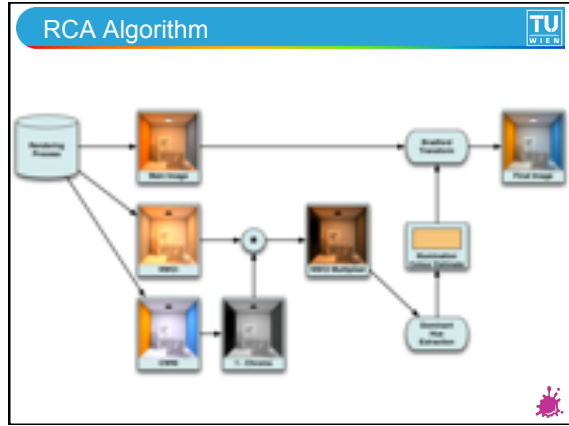 RCA Algorithm
TU
WIEN
Rendering
Process
Main Image
Bradford
Transform
Final Image
Illumination
Colour Estimate
1 - Chroma
Dominant
Hue
Extraction